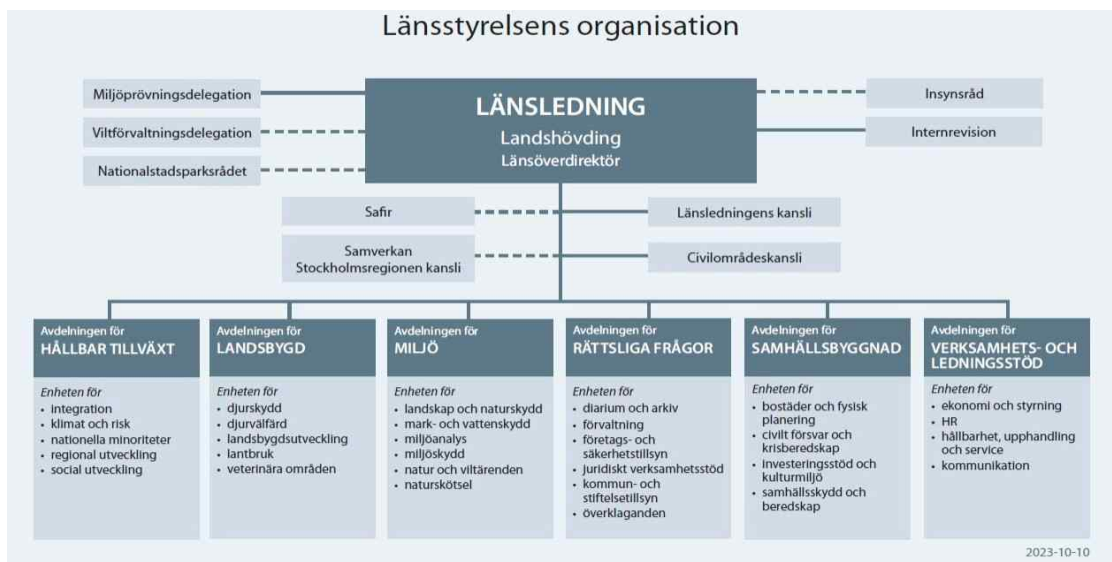 Länsstyrelsens organisation
Miljöprövningsdelegation
Viltförvaltningsdelegation
Nationalstadsparksrådet
LÄNSLEDNING
Landshövding
Länsöverdirektör
Insynsråd
Internrevision
Safir
Samverkan
Stockholmsregionen kansli
Länsledningens kansli
Civilområdeskansli
Avdelningen för
HÅLLBAR TILLVÄXT
Enheten för
• integration
• klimat och risk
• nationella minoriteter
• regional utveckling
• social utveckling
Avdelningen för
LANDSBYGD
Enheten för
• djurskydd
• djurvälfärd
• landsbygdsutveckling
• lantbruk
• veterinära områden
Avdelningen för
MILJÖ
Enheten för
• landskap och naturskydd
• mark- och vattenskydd
• miljöanalys
• miljöskydd
• natur och viltärenden
• naturskötsel
Avdelningen för
RÄTTSLIGA FRÅGOR
Enheten för
• diarium och arkiv
• förvaltning
• företags- och
säkerhetstillsyn
• juridiskt verksamhetsstöd
• kommun- och
stiftelsetillsyn
• överklaganden
Avdelningen för
SAMHÄLLSBYGGNAD
Enheten för
• bostäder och fysisk
planering
• civilt försvar och
krisberedskap
• investeringsstöd och
kulturmiljö
• samhällsskydd och
beredskap
Avdelningen för
VERKSAMHETS- OCH
LEDNINGSSTÖD
Enheten för
• ekonomi och styrning
• HR
• hållbarhet, upphandling
och service
• kommunikation
2023-10-10